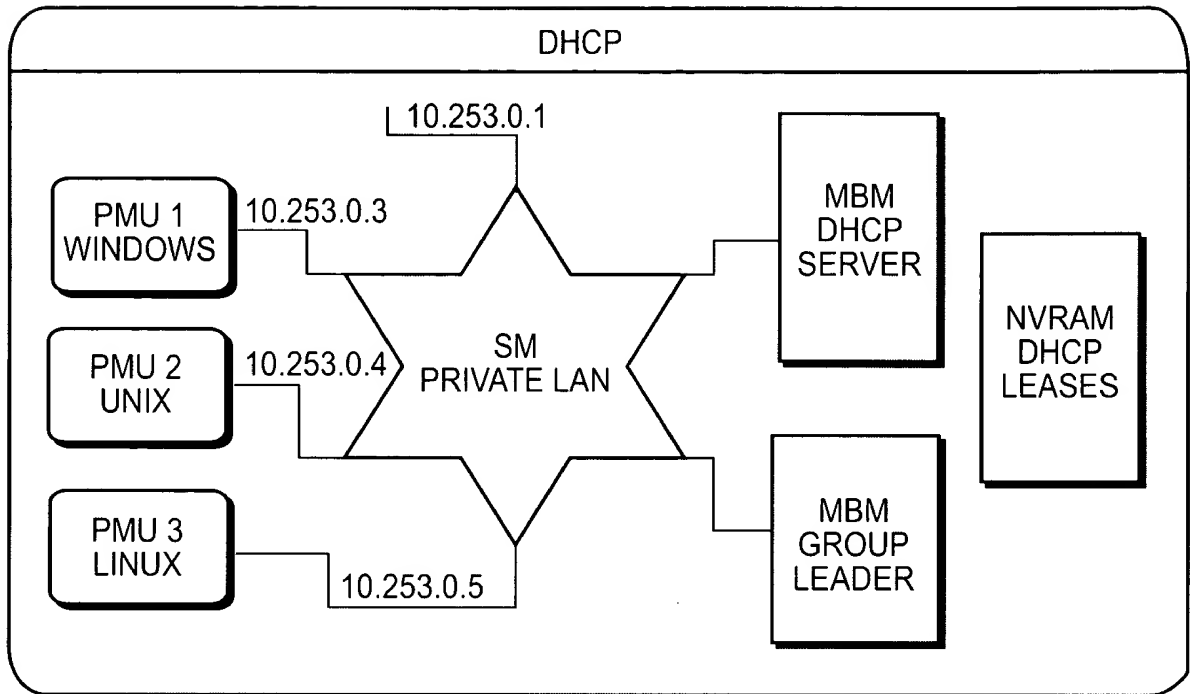 DHCP
10.253.0.1
PMU 1
WINDOWS
10.253.0.3
MBM
DHCP
SERVER
PMU 2
UNIX
10.253.0.4
SM
PRIVATE LAN
NVRAM
DHCP
LEASES
PMU 3
LINUX
10.253.0.5
MBM
GROUP
LEADER